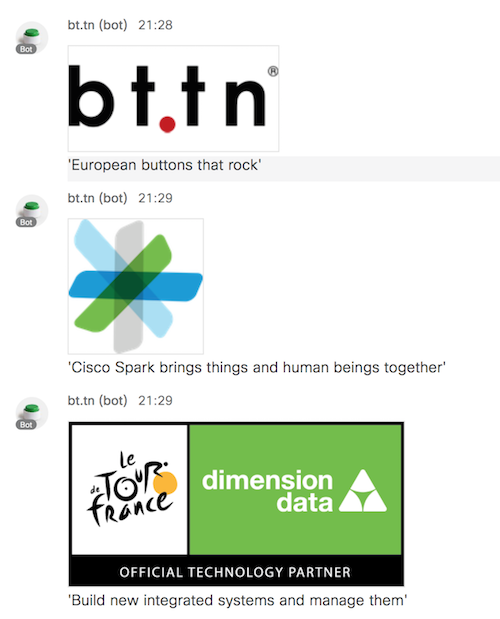 bt.tn (bot) 21:28
Bot
bt.tn®
'European buttons that rock'
bt.tn (bot) 21:29
Bot
'Cisco Spark brings things and human beings together'
bt.tn (bot) 21:29
Bot
Le
de TOUR
france
dimension
data
OFFICIAL TECHNOLOGY PARTNER
'Build new integrated systems and manage them'